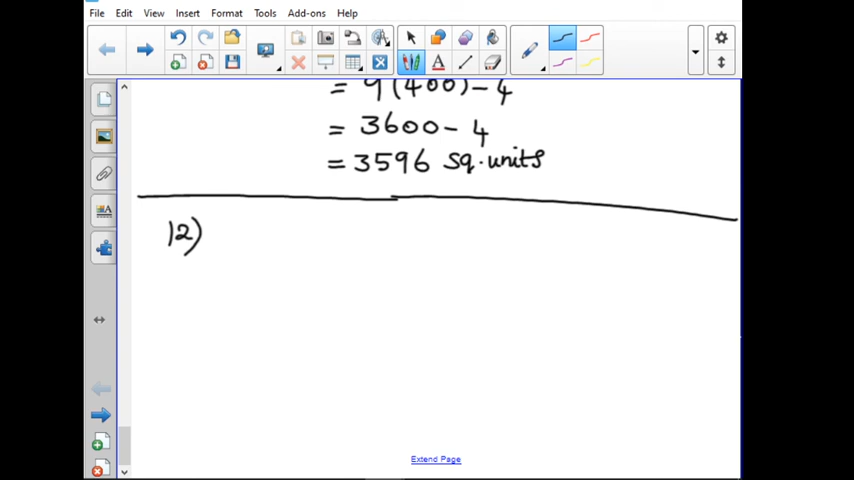 File Edit View Insert Format Tools Add-ons Help
= 9(400) - 4
= 3600 - 4
= 3596 sq.units
12)
Extend Page